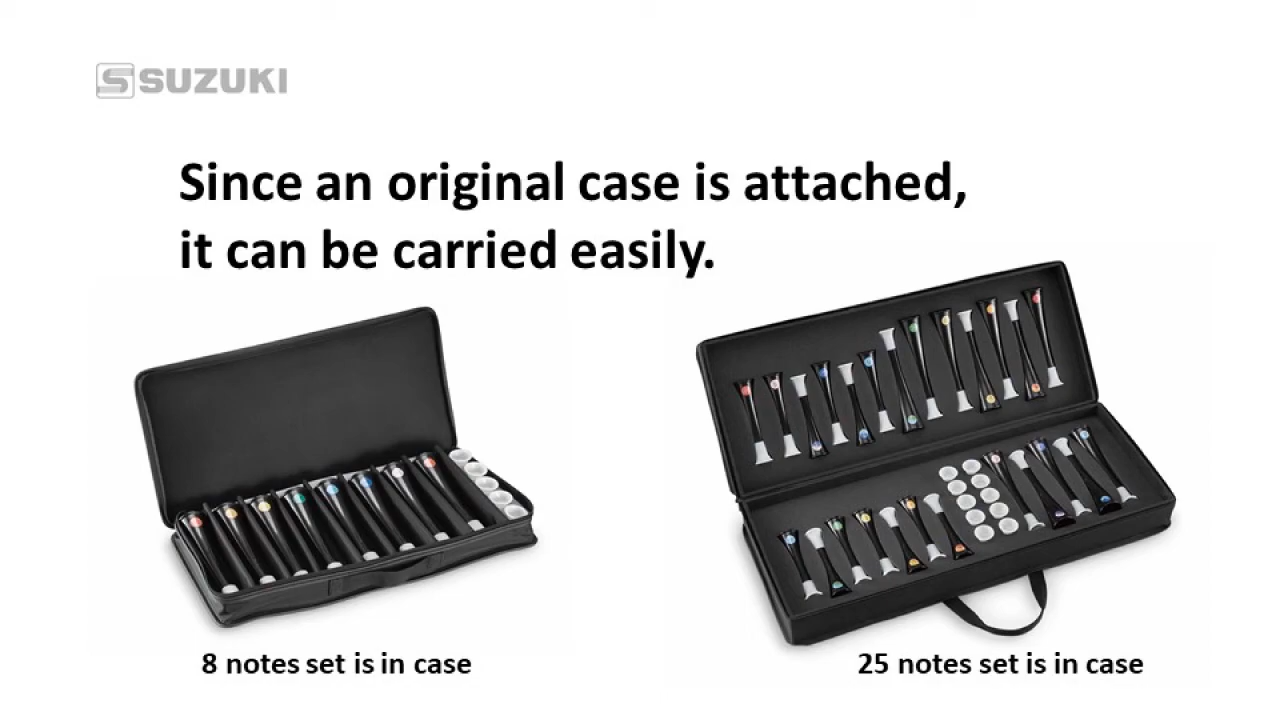 SUZUKI
Since an original case is attached,
it can be carried easily.
8 notes set is in case
25 notes set is in case